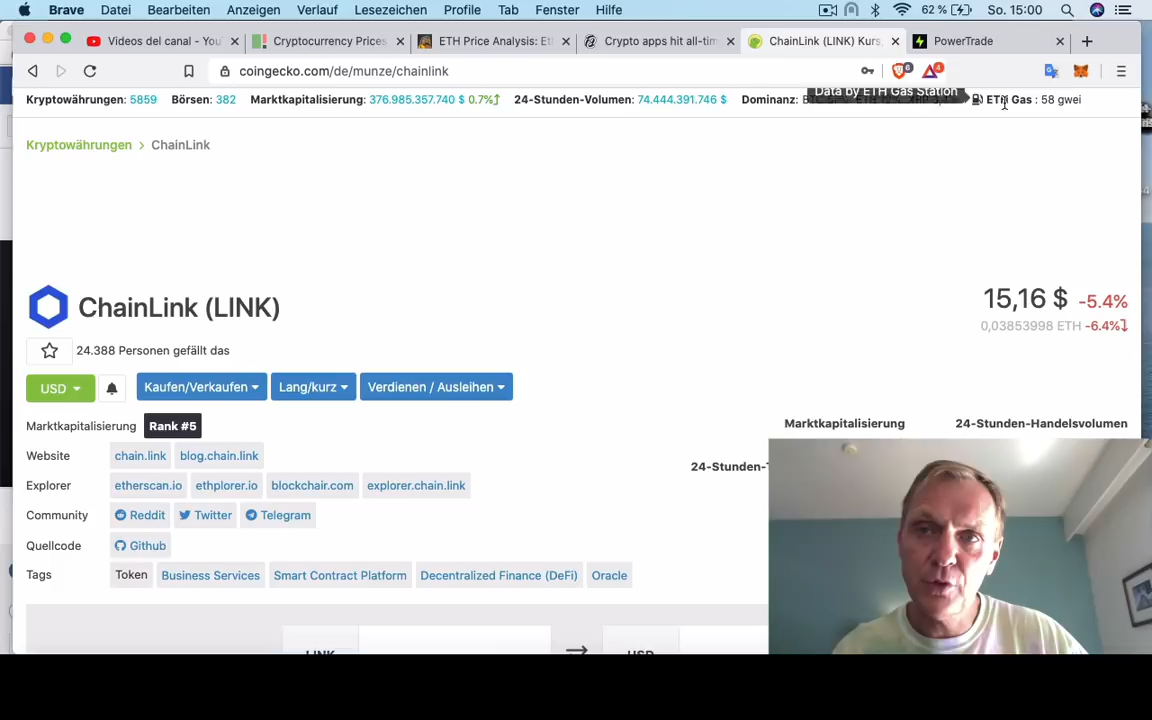 Brave Datei Bearbeiten Anzeigen Verlauf Lesezeichen Profile Tab Fenster Hilfe 62 % So. 15:00
Videos del canal - You Cryptocurrency Prices ETH Price Analysis: Eth Crypto apps hit all-tim ChainLink (LINK) Kurs, PowerTrade
coingecko.com/de/munze/chainlink 6 4
Kryptowährungen: 5859 Börsen: 382 Marktkapitalisierung: 376.985.357.740 $ 0.7% 24-Stunden-Volumen: 74.444.391.746 $ Dominanz: ETH Gas : 58 gwei
Data by ETH Gas Station
Kryptowährungen > ChainLink
ChainLink (LINK)
15,16 $ -5.4%
0,03853998 ETH -6.4%
24.388 Personen gefällt das
USD Kaufen/Verkaufen Lang/kurz Verdienen / Ausleihen
Marktkapitalisierung Rank #5
Marktkapitalisierung 24-Stunden-Handelsvolumen
Website chain.link blog.chain.link
24-Stunden-
Explorer etherscan.io ethplorer.io blockchair.com explorer.chain.link
Community Reddit Twitter Telegram
Quellcode Github
Tags Token Business Services Smart Contract Platform Decentralized Finance (DeFi) Oracle
LINK → USD